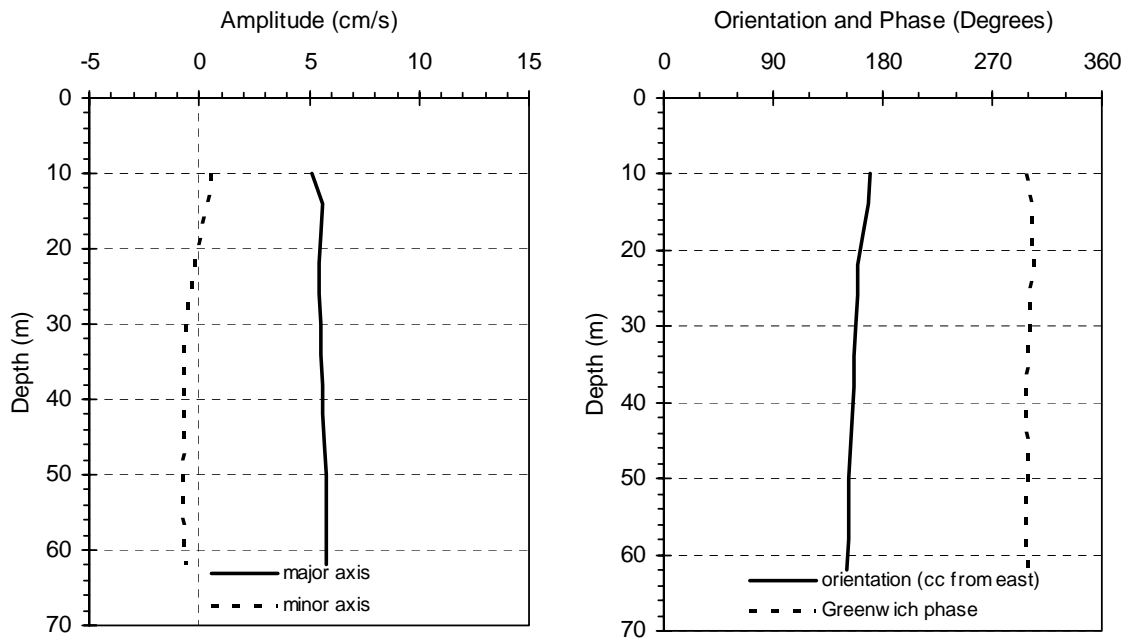 Amplitude (cm/s)
-5 0 5 10 15
0
10
20
30
40
50
60
70
Depth (m)
major axis
minor axis
Orientation and Phase (Degrees)
0 90 180 270 360
0
10
20
30
40
50
60
70
Depth (m)
orientation (cc from east)
Greenwich phase